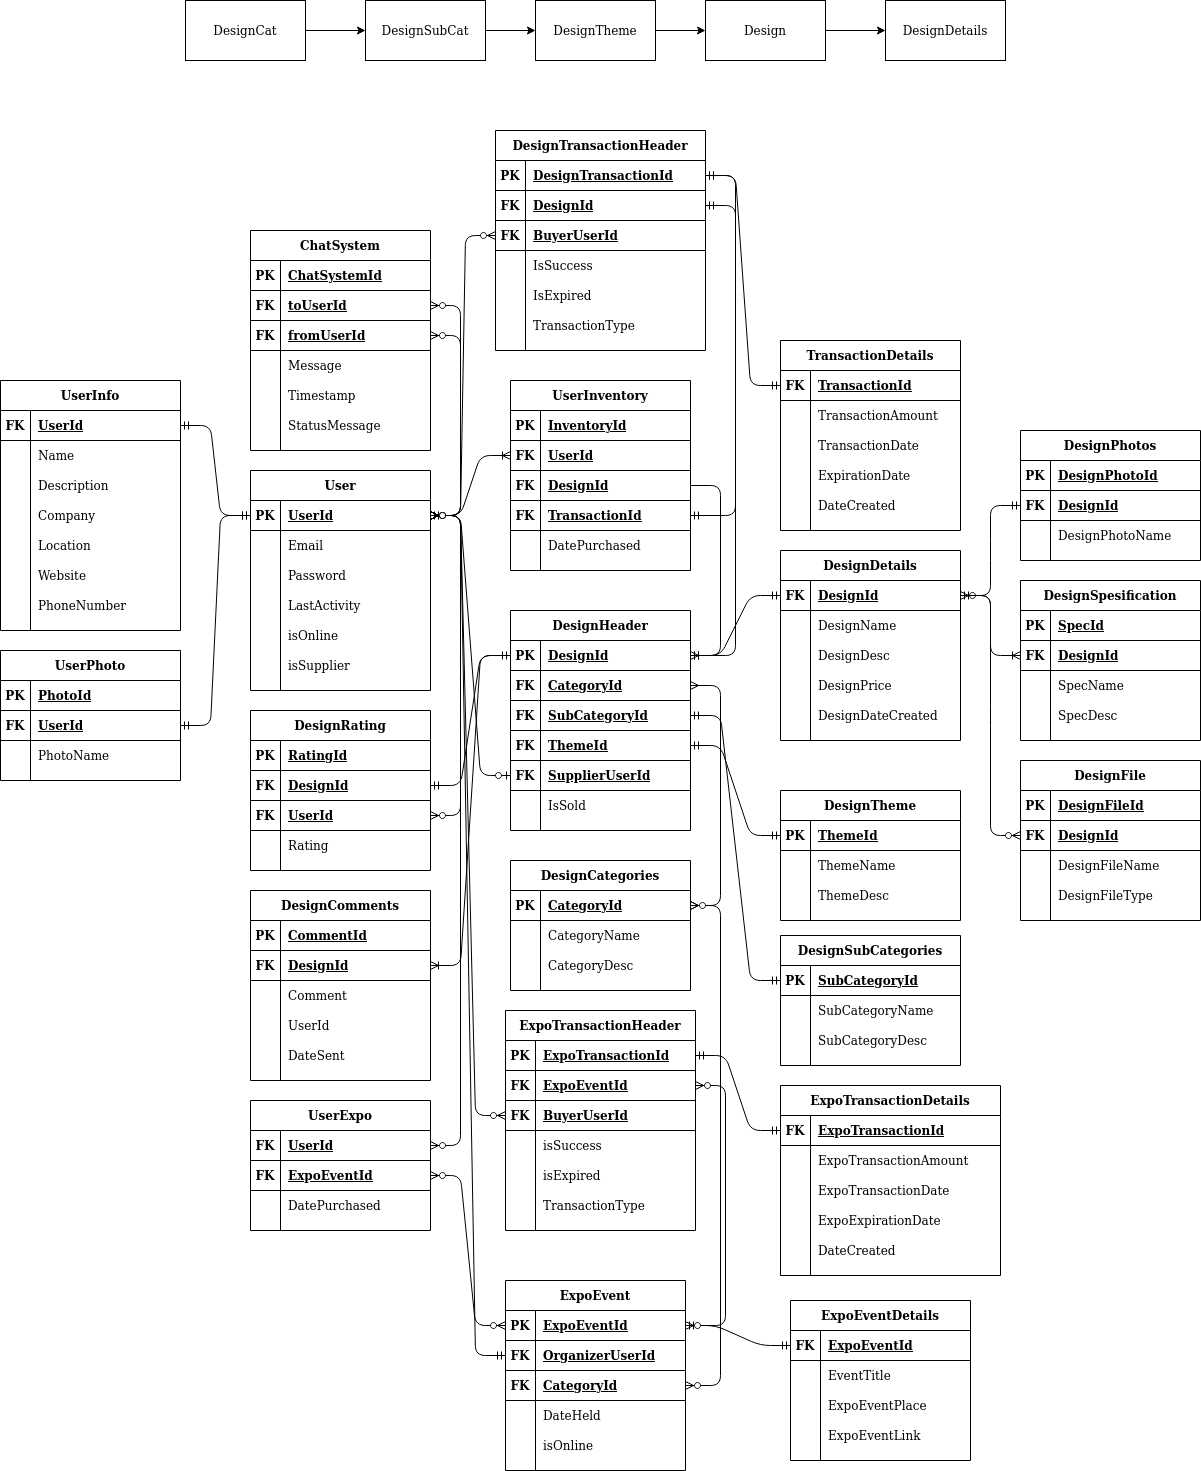 DesignCat
DesignSubCat
DesignTheme
Design
DesignDetails
DesignTransactionHeader
PK DesignTransactionId
FK DesignId
FK BuyerUserId
IsSuccess
IsExpired
TransactionType
ChatSystem
PK ChatSystemId
FK toUserId
FK fromUserId
Message
Timestamp
StatusMessage
UserInfo
FK UserId
Name
Description
Company
Location
Website
PhoneNumber
User
PK UserId
Email
Password
LastActivity
isOnline
isSupplier
UserInventory
PK InventoryId
FK UserId
FK DesignId
FK TransactionId
DatePurchased
TransactionDetails
FK TransactionId
TransactionAmount
TransactionDate
ExpirationDate
DateCreated
DesignPhotos
PK DesignPhotoId
FK DesignId
DesignPhotoName
DesignDetails
FK DesignId
DesignName
DesignDesc
DesignPrice
DesignDateCreated
DesignSpesification
PK SpecId
FK DesignId
SpecName
SpecDesc
DesignHeader
PK DesignId
FK CategoryId
FK SubCategoryId
FK ThemeId
FK SupplierUserId
IsSold
UserPhoto
PK PhotoId
FK UserId
PhotoName
DesignRating
PK RatingId
FK DesignId
FK UserId
Rating
DesignFile
PK DesignFileId
FK DesignId
DesignFileName
DesignFileType
DesignTheme
PK ThemeId
ThemeName
ThemeDesc
DesignCategories
PK CategoryId
CategoryName
CategoryDesc
DesignComments
PK CommentId
FK DesignId
Comment
UserId
DateSent
DesignSubCategories
PK SubCategoryId
SubCategoryName
SubCategoryDesc
ExpoTransactionHeader
PK ExpoTransactionId
FK ExpoEventId
FK BuyerUserId
isSuccess
isExpired
TransactionType
ExpoTransactionDetails
FK ExpoTransactionId
ExpoTransactionAmount
ExpoTransactionDate
ExpoExpirationDate
DateCreated
UserExpo
FK UserId
FK ExpoEventId
DatePurchased
ExpoEvent
PK ExpoEventId
FK OrganizerUserId
FK CategoryId
DateHeld
isOnline
ExpoEventDetails
FK ExpoEventId
EventTitle
ExpoEventPlace
ExpoEventLink